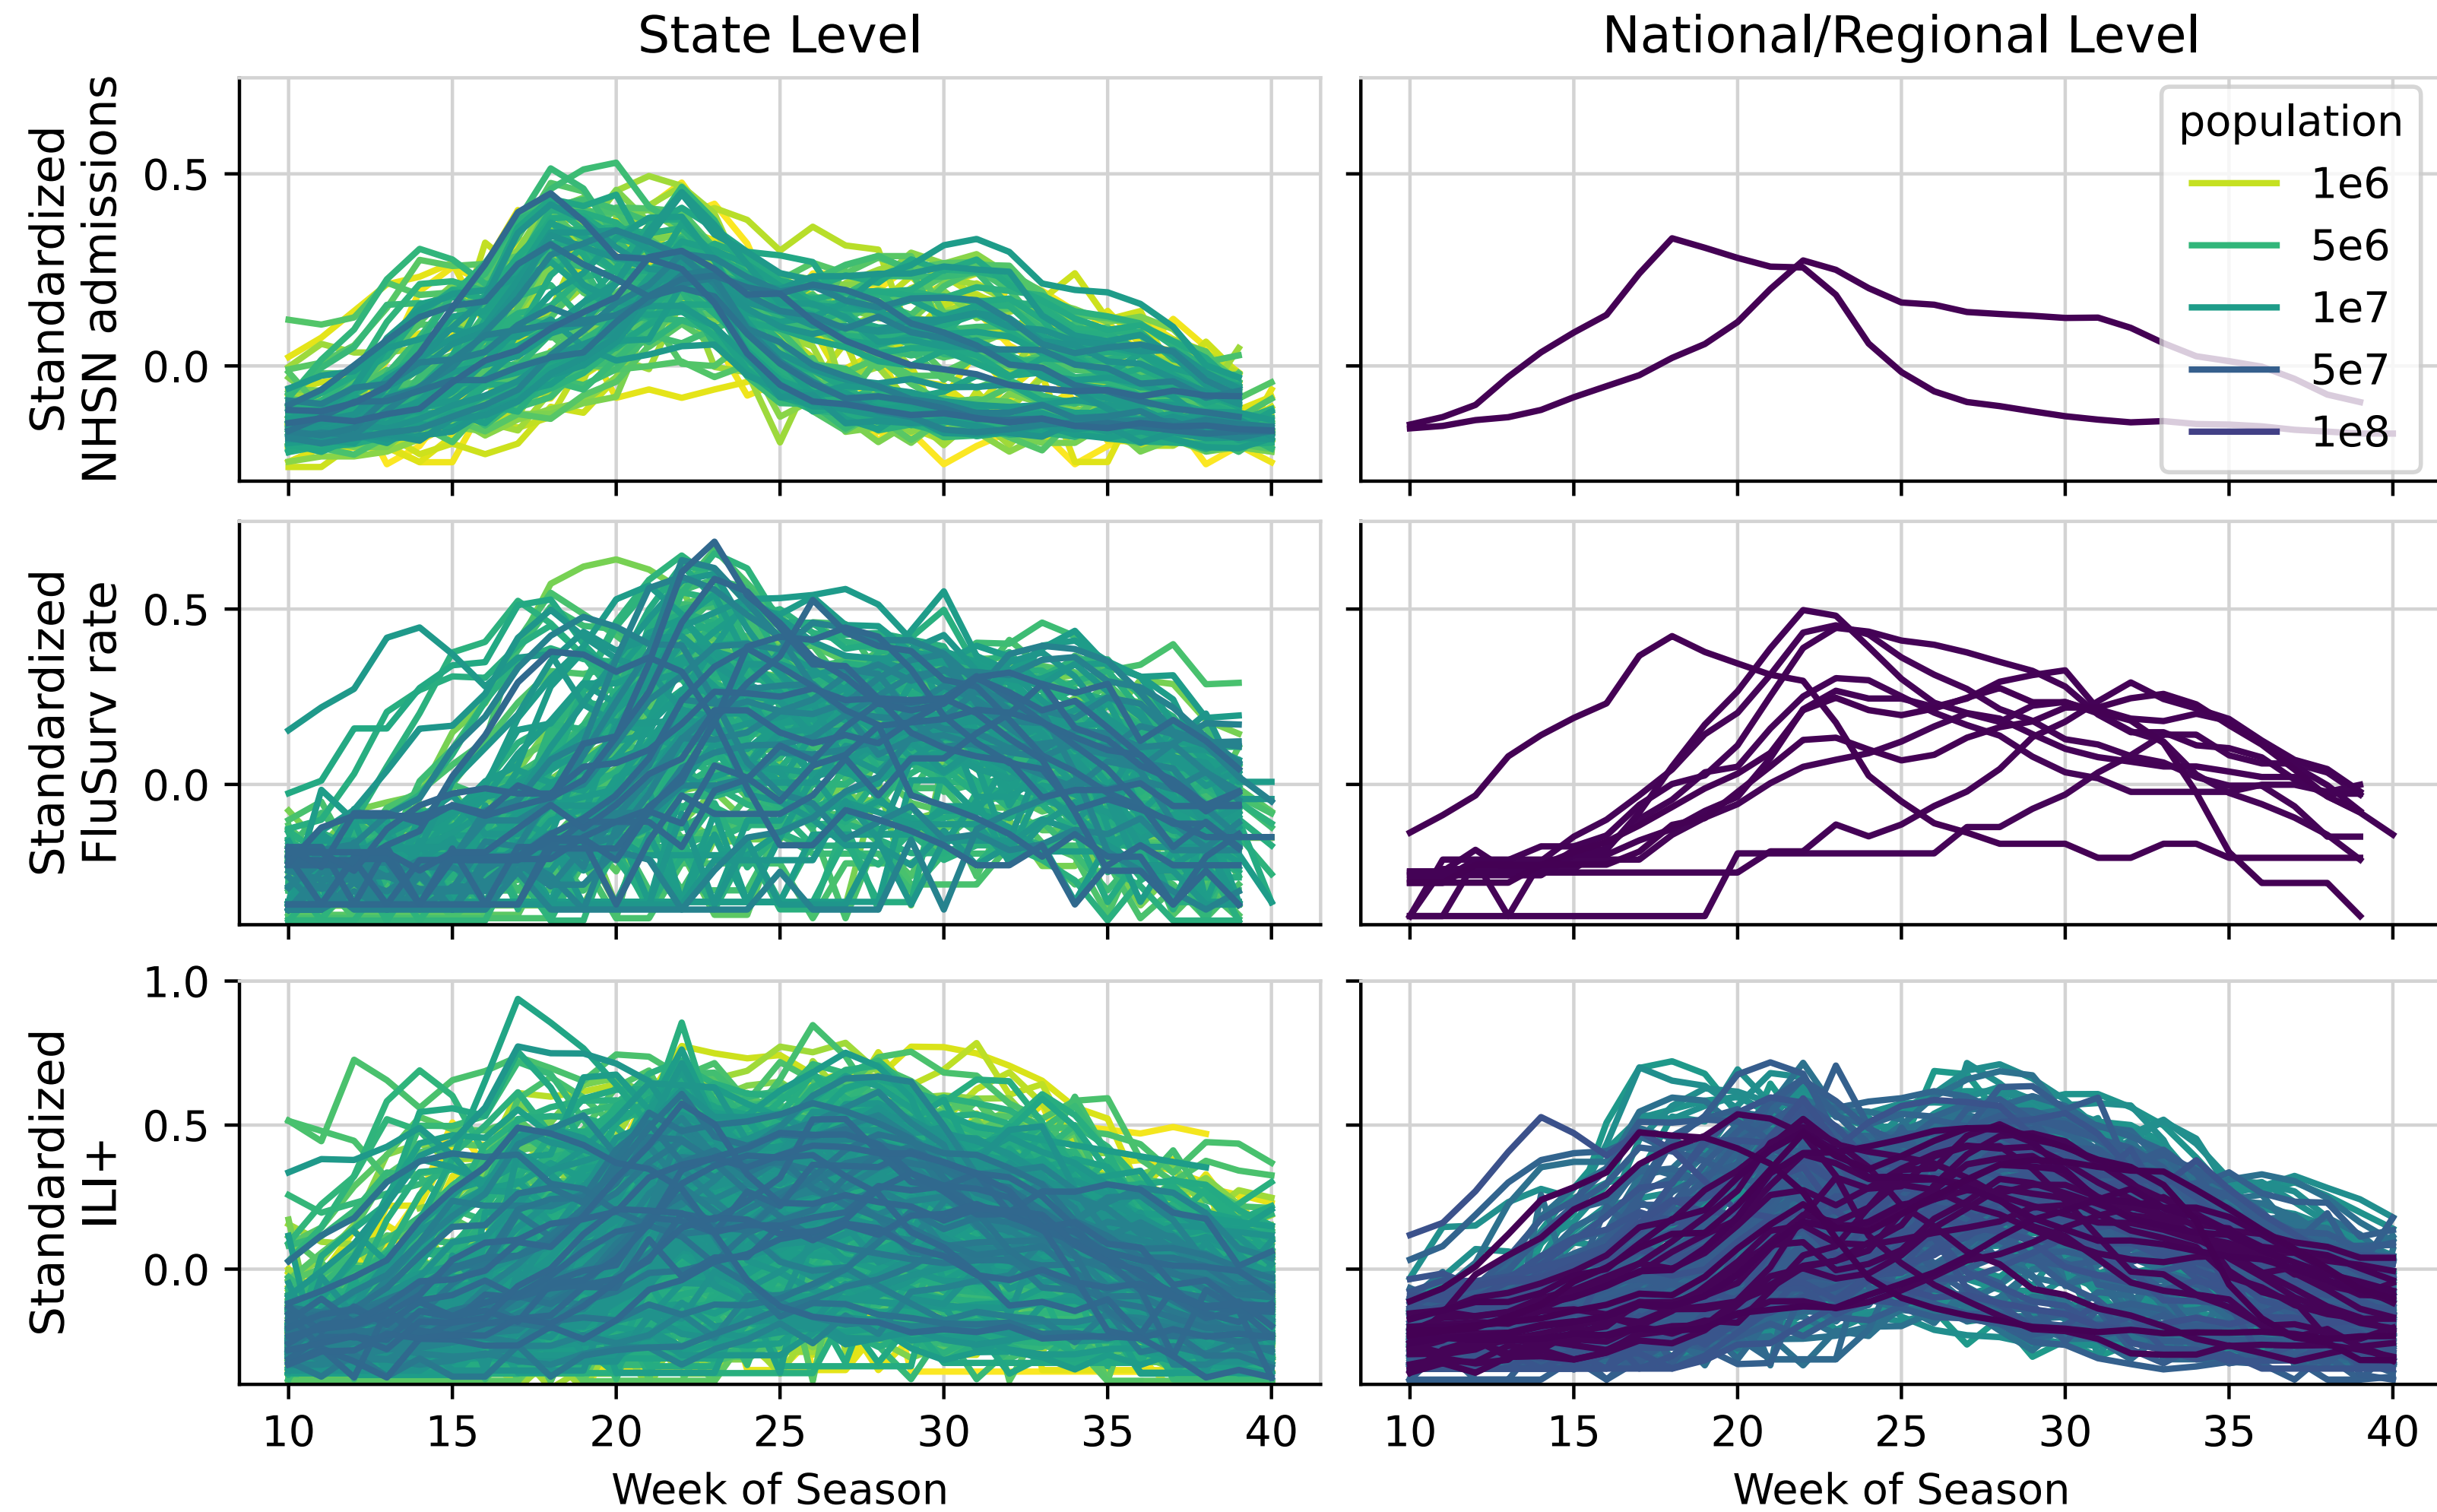 State Level
National/Regional Level
Standardized
NHSN admissions
0.5
0.0
population
1e6
5e6
1e7
5e7
1e8
Standardized
FluSurv rate
0.5
0.0
Standardized
ILI+
1.0
0.5
0.0
10 15 20 25 30 35 40
10 15 20 25 30 35 40
Week of Season
Week of Season